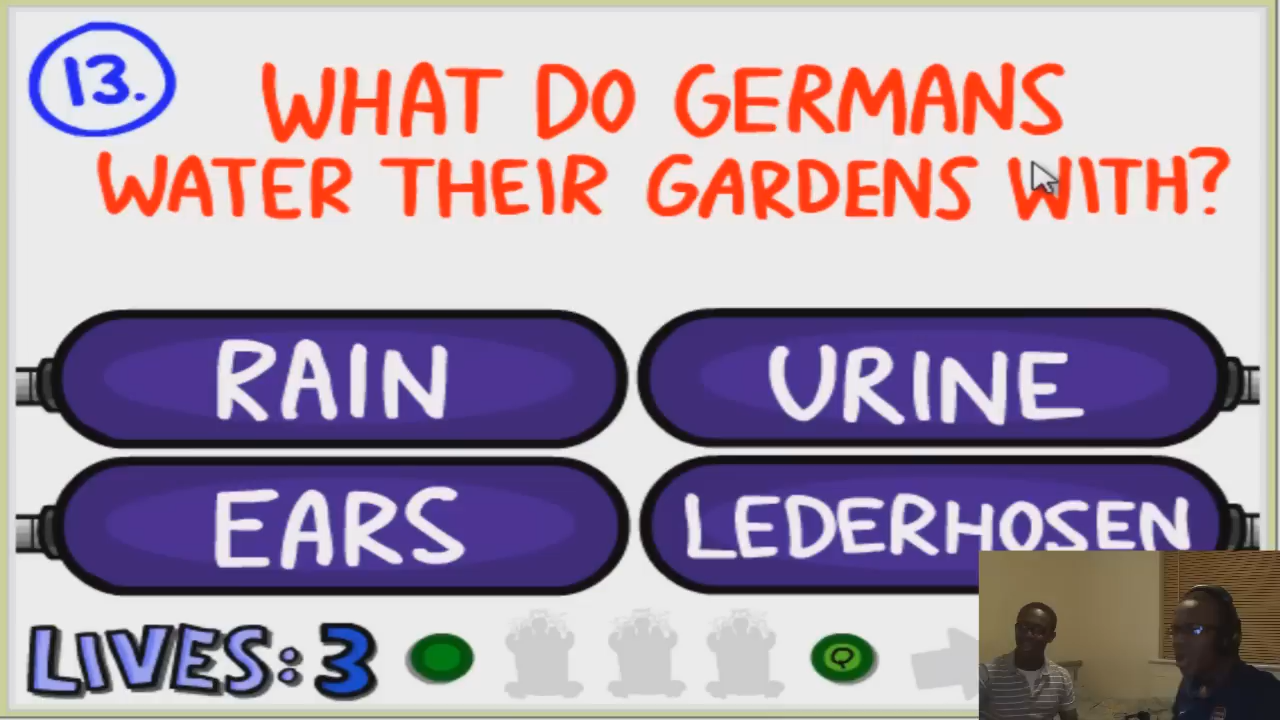 13.
WHAT DO GERMANS
WATER THEIR GARDENS WITH?
RAIN
URINE
EARS
LEDERHOSEN
LIVES: 3
Q